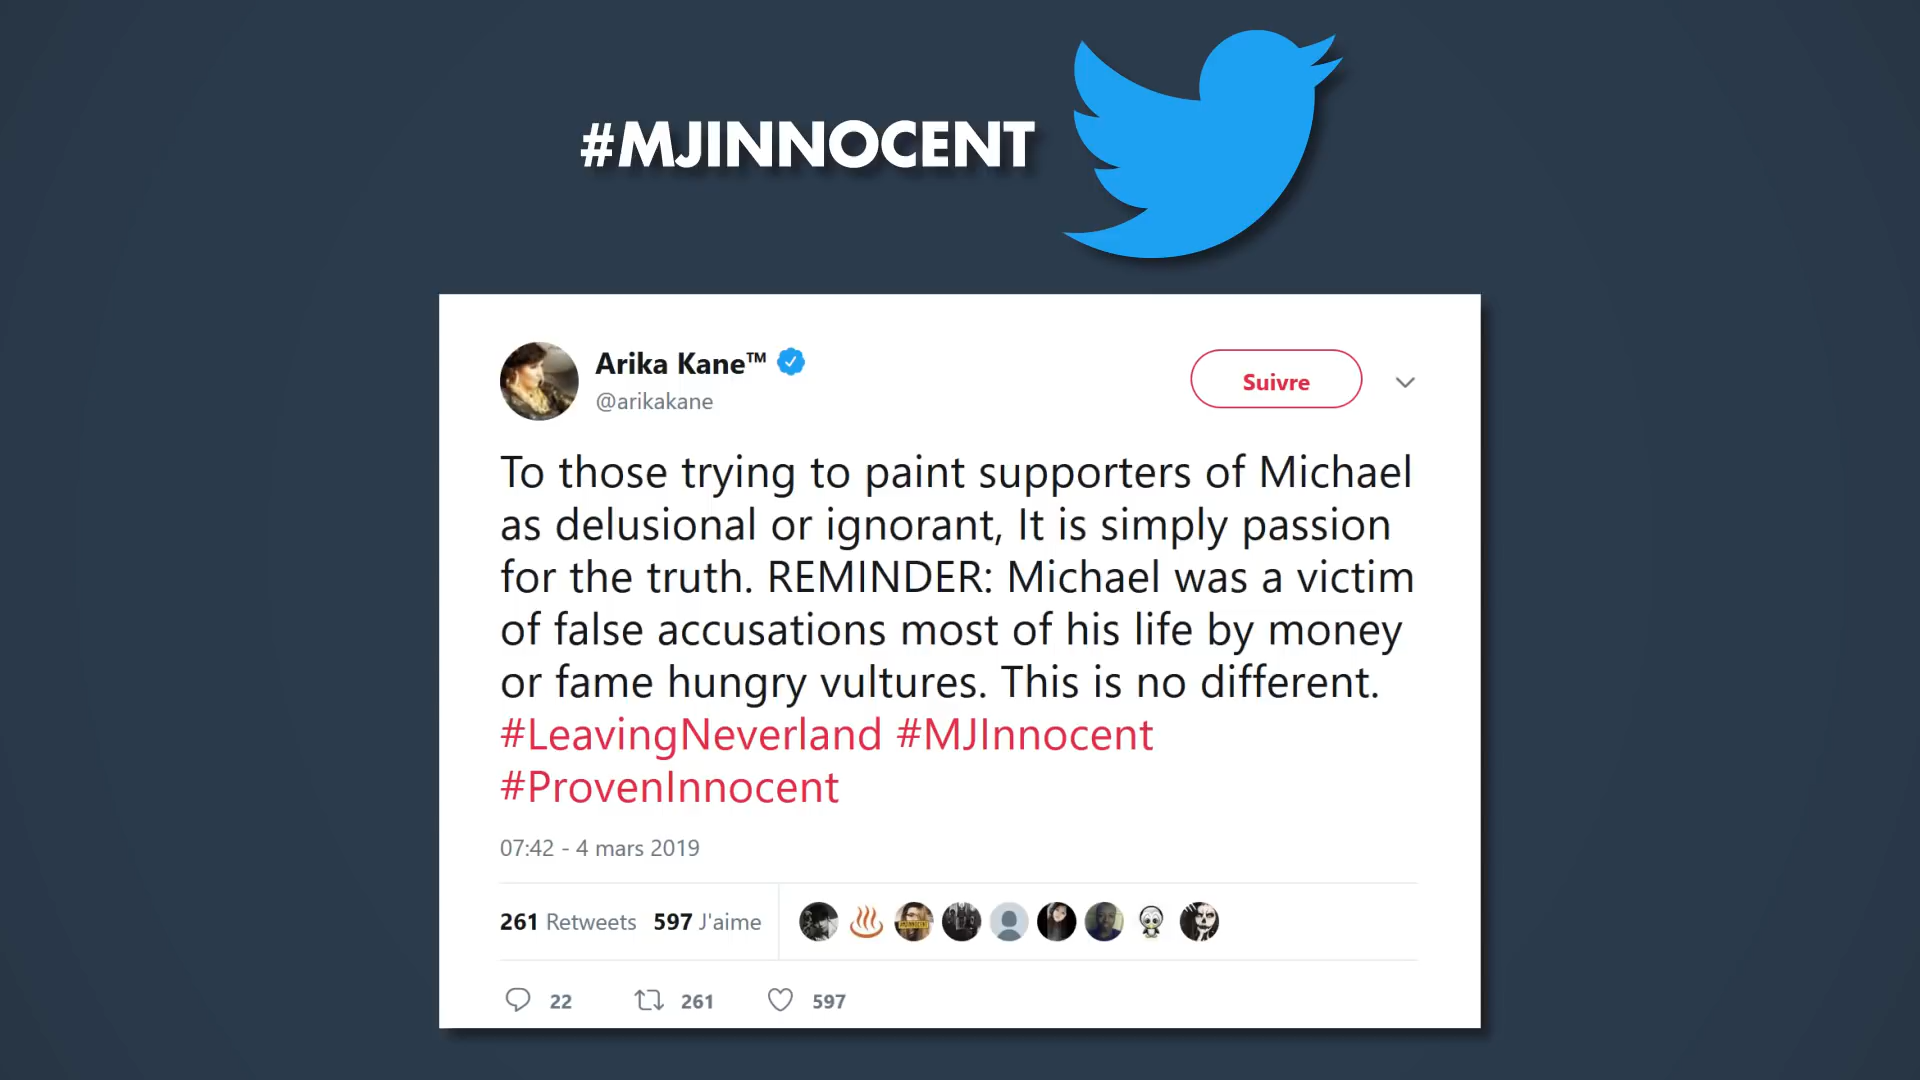 #MJINNOCENT
Arika Kane™
@arikakane
Suivre
To those trying to paint supporters of Michael
as delusional or ignorant, It is simply passion
for the truth. REMINDER: Michael was a victim
of false accusations most of his life by money
or fame hungry vultures. This is no different.
#LeavingNeverland #MJInnocent
#ProvenInnocent
07:42 - 4 mars 2019
261 Retweets 597 J'aime
22 261 597